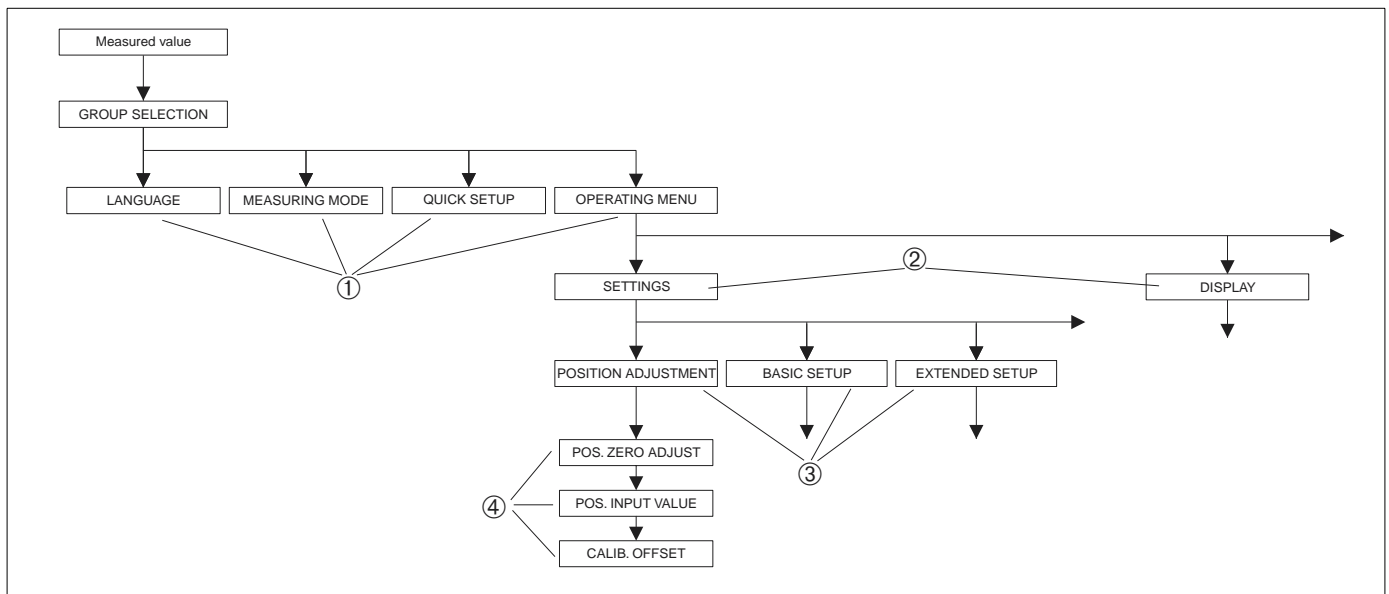 Measured value
GROUP SELECTION
LANGUAGE
MEASURING MODE
QUICK SETUP
OPERATING MENU
①
②
SETTINGS
DISPLAY
POSITION ADJUSTMENT
BASIC SETUP
EXTENDED SETUP
③
POS. ZERO ADJUST
④
POS. INPUT VALUE
CALIB. OFFSET